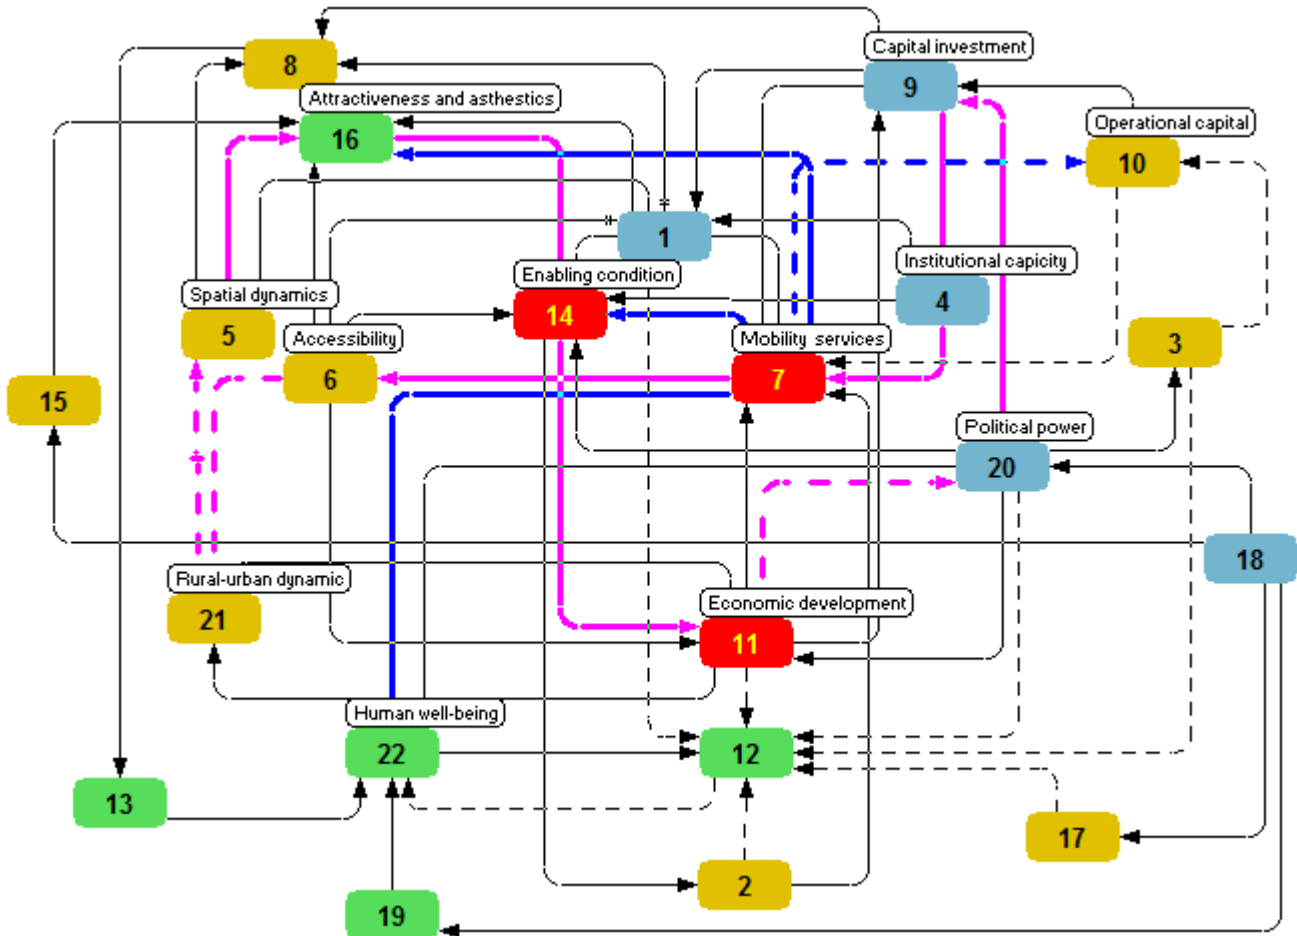 Capital investment
8
9
Attractiveness and asthestics
Operational capital
16
10
1
Enabling condition
Institutional capicity
Spatial dynamics
4
14
Accessibility
Mobility services
5
3
6
7
15
Political power
20
18
Rural-urban dynamic
Economic development
21
11
Human well-being
22
12
13
17
2
19